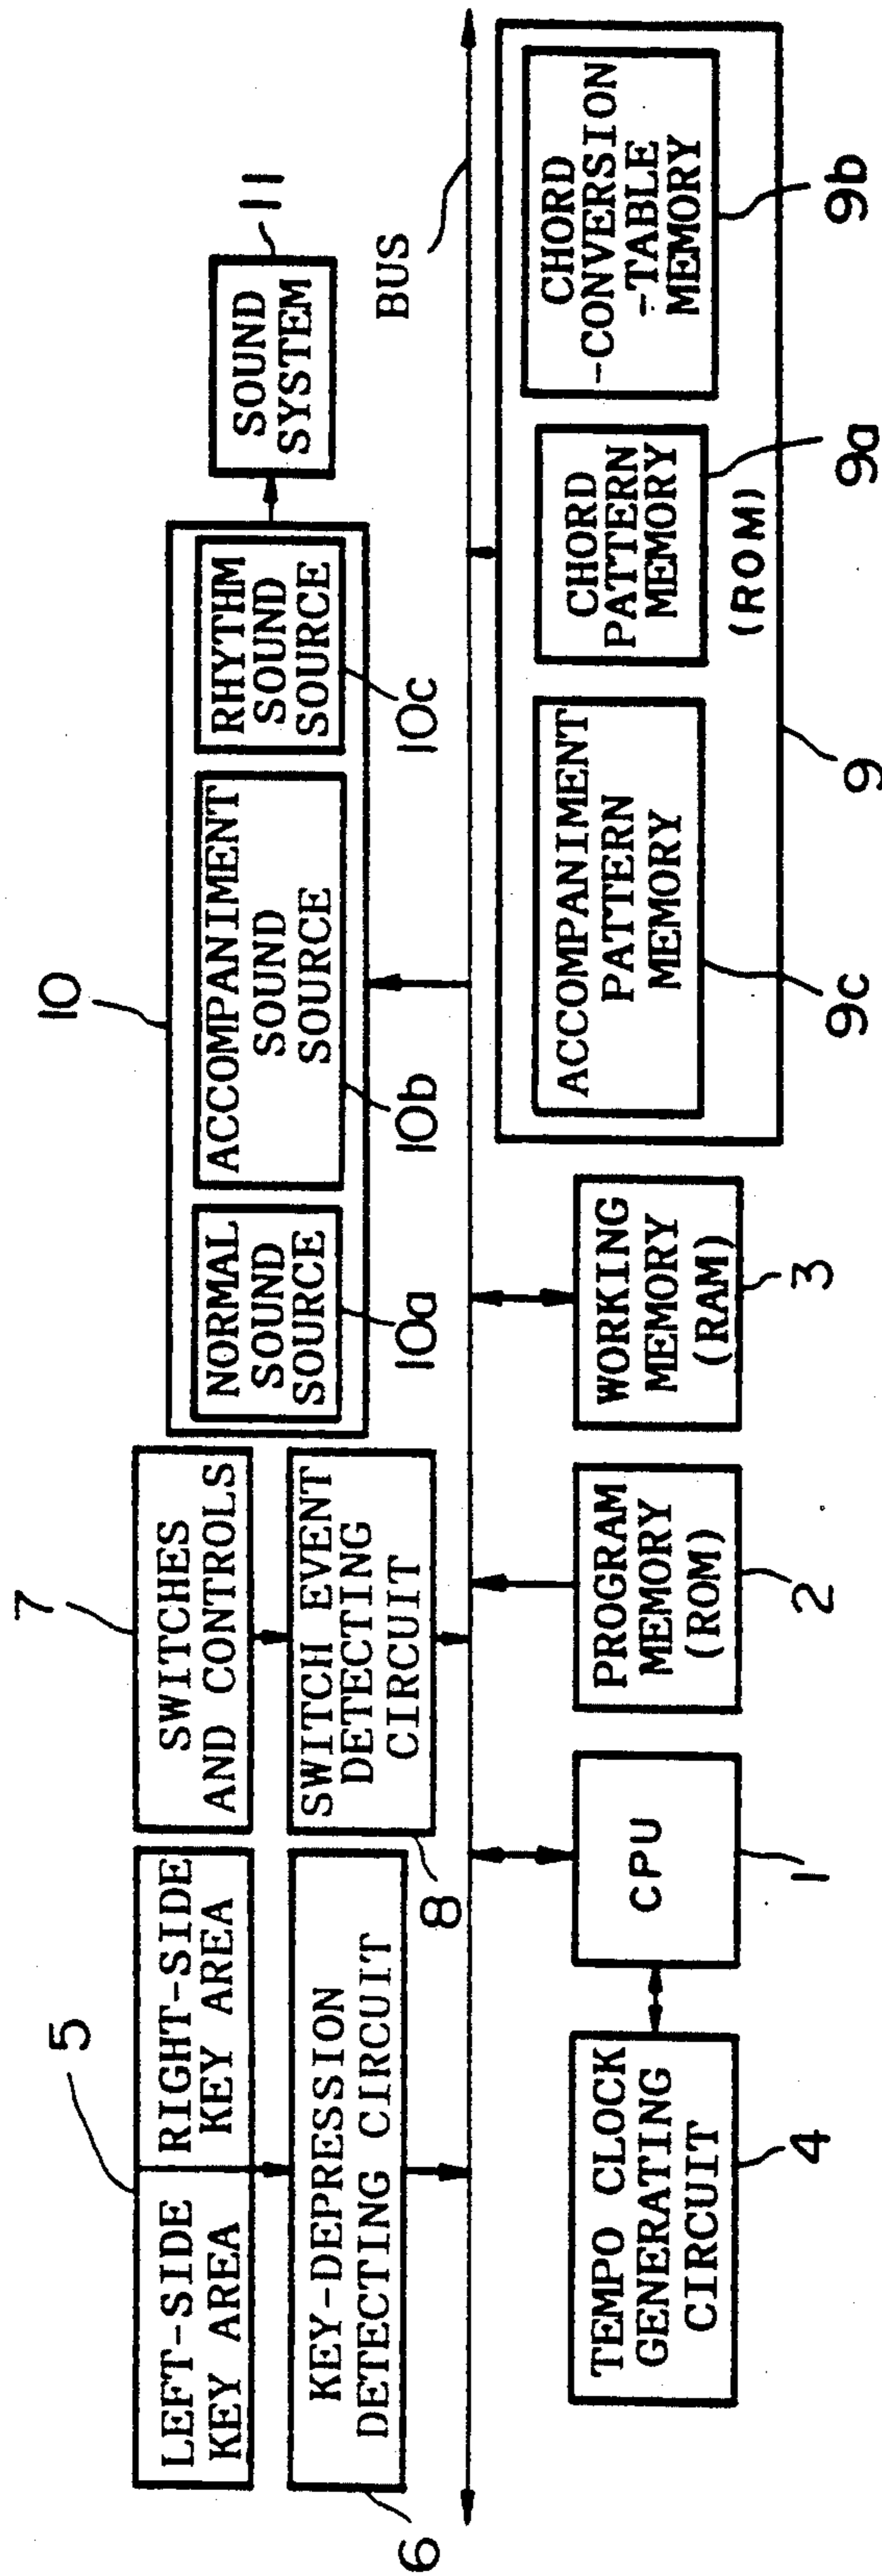 5
7
10
11
LEFT-SIDE
KEY AREA
RIGHT-SIDE
KEY AREA
SWITCHES
AND CONTROLS
NORMAL
SOUND
SOURCE
ACCOMPANIMENT
SOUND
SOURCE
RHYTHM
SOUND
SOURCE
SOUND
SYSTEM
KEY-DEPRESSION
DETECTING CIRCUIT
SWITCH EVENT
DETECTING
CIRCUIT
10a
10b
10c
6
8
BUS
TEMPO CLOCK
GENERATING
CIRCUIT
CPU
PROGRAM
MEMORY
(ROM)
WORKING
MEMORY
(RAM)
ACCOMPANIMENT
PATTERN
MEMORY
CHORD
PATTERN
MEMORY
CHORD
-CONVERSION
-TABLE
MEMORY
(ROM)
4
1
2
3
9c
9
9a
9b